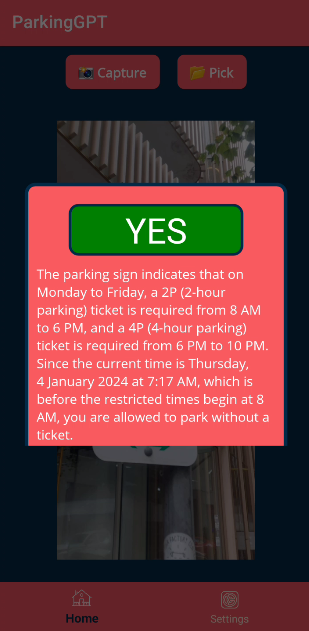 ParkingGPT
📷 Capture
📂 Pick
YES
The parking sign indicates that on
Monday to Friday, a 2P (2-hour
parking) ticket is required from 8 AM
to 6 PM, and a 4P (4-hour parking)
ticket is required from 6 PM to 10 PM.
Since the current time is Thursday,
4 January 2024 at 7:17 AM, which is
before the restricted times begin at 8
AM, you are allowed to park without a
ticket.
Home
Settings